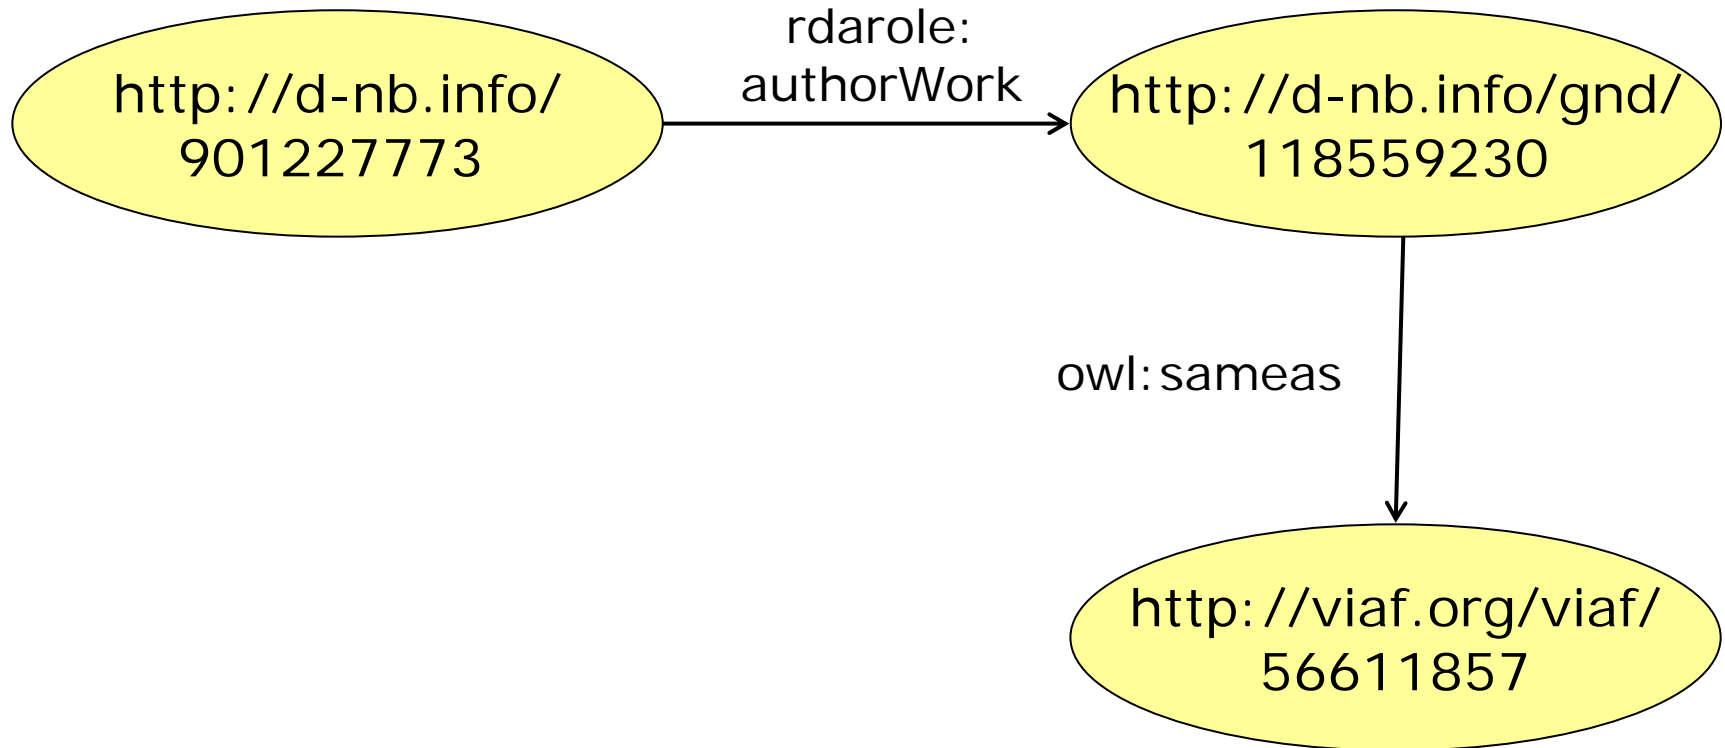 rdarole:
authorWork
http://d-nb.info/
901227773
http://d-nb.info/gnd/
118559230
owl:sameas
http://viaf.org/viaf/
56611857